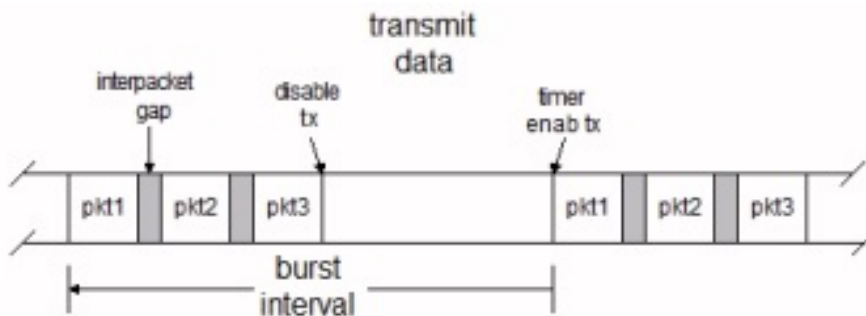 transmit
data
interpacket
gap
disable
tx
timer
enab tx
pkt1
pkt2
pkt3
pkt1
pkt2
pkt3
burst
interval